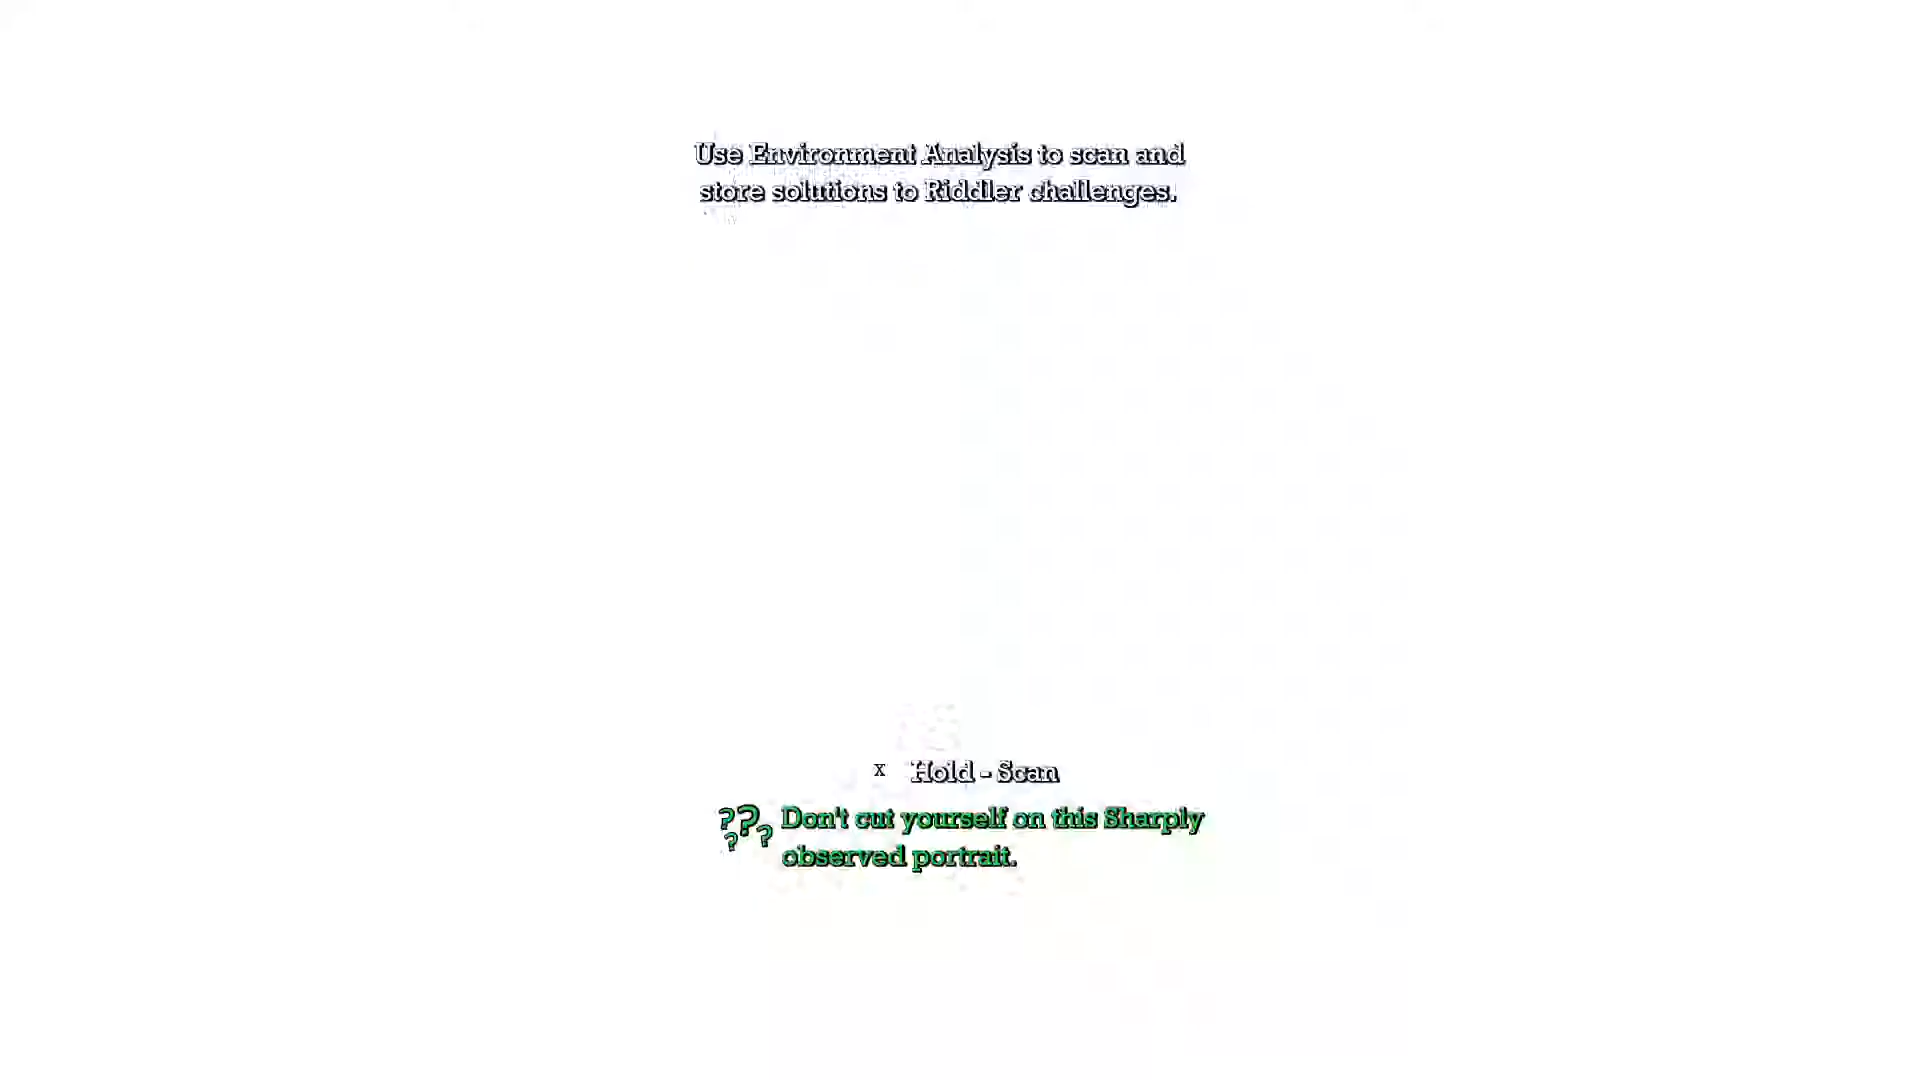 Use Environment Analysis to scan and
store solutions to Riddler challenges.
x Hold - Scan
???? Don't cut yourself on this Sharply
observed portrait.